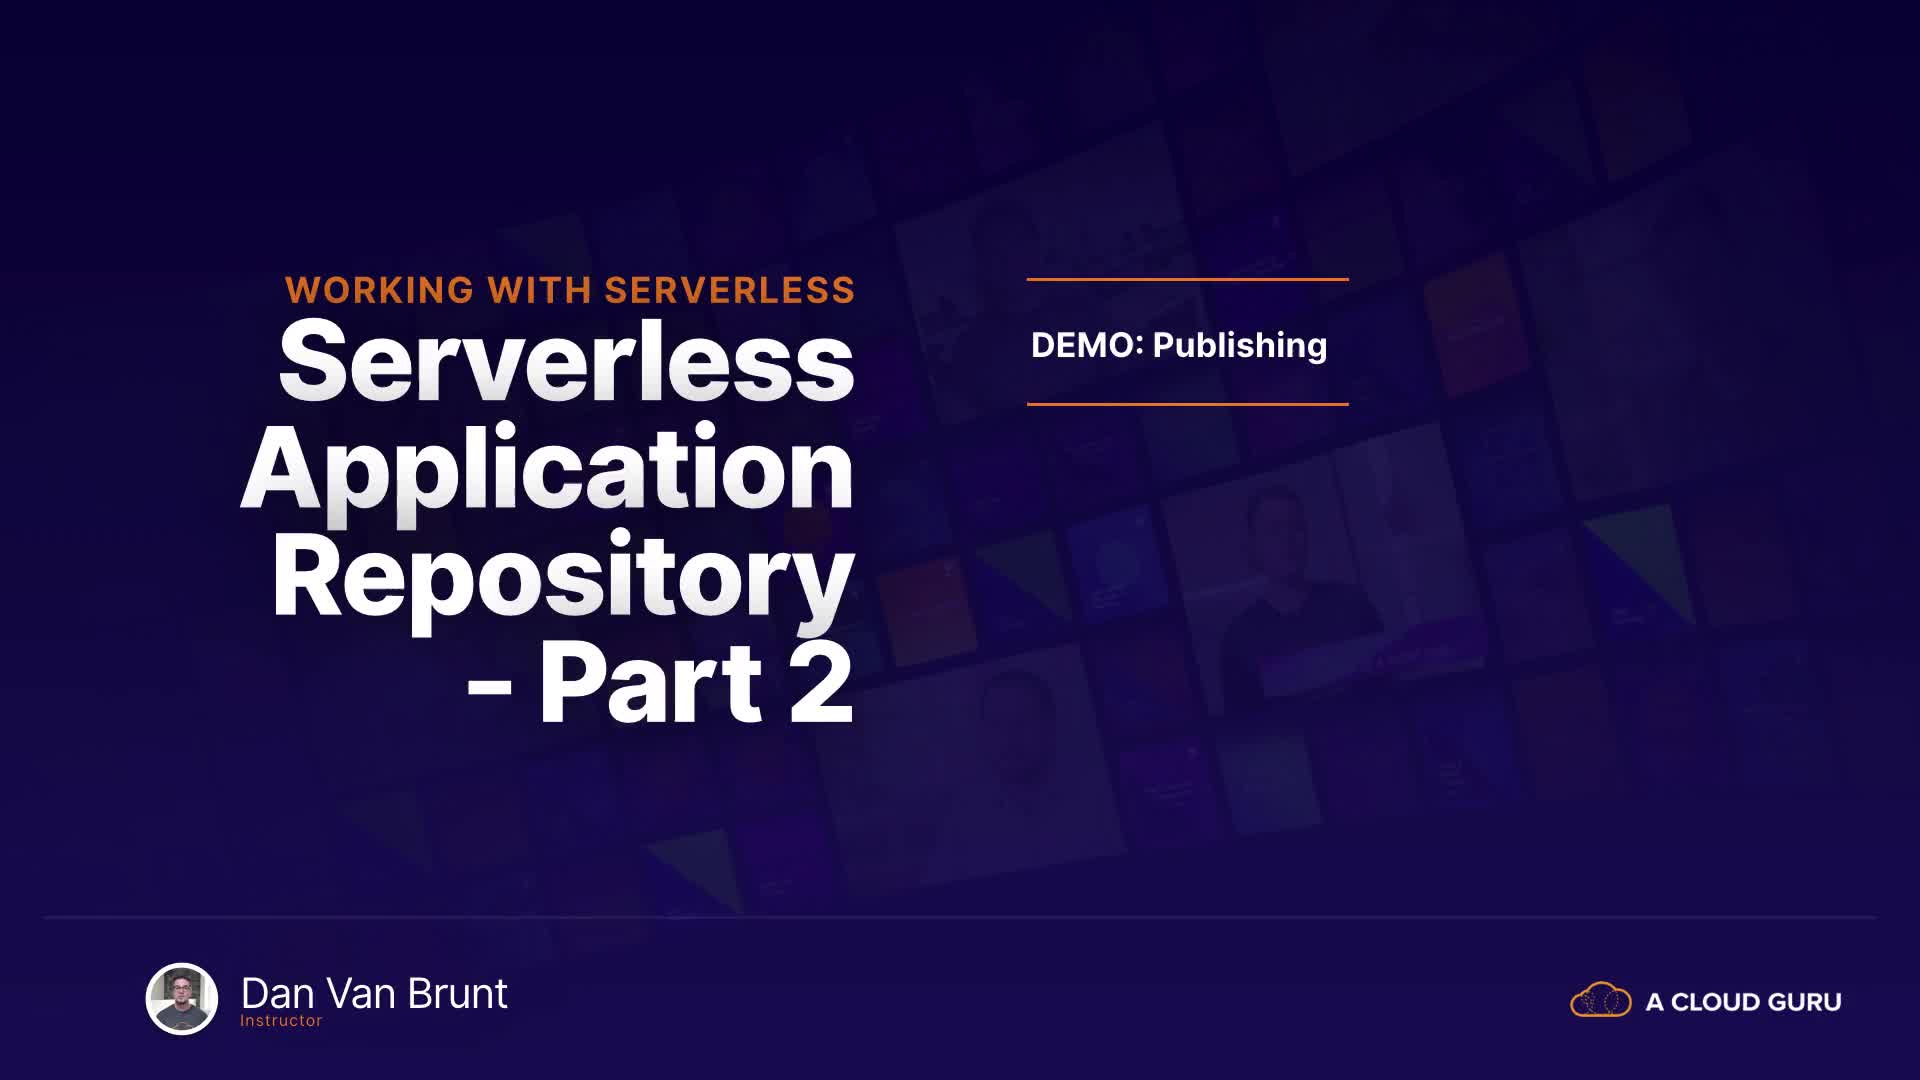 WORKING WITH SERVERLESS
Serverless
Application
Repository
- Part 2
DEMO: Publishing
Dan Van Brunt
Instructor
A CLOUD GURU